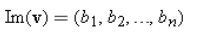 Im(v) = (b₁, b₂, ..., bₙ)